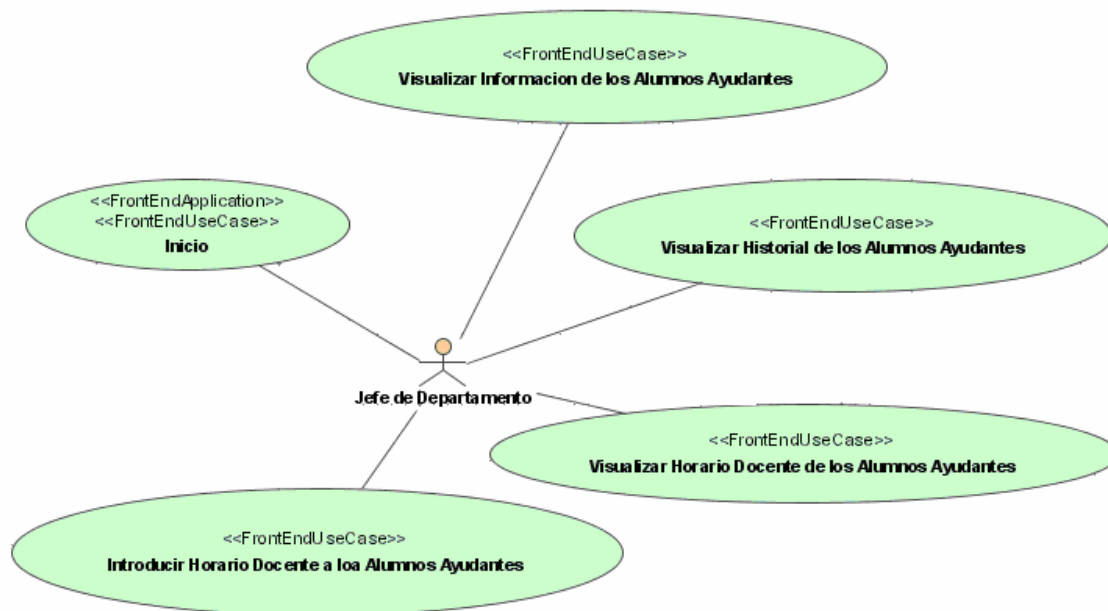 <<FrontEndUseCase>>
Visualizar Informacion de los Alumnos Ayudantes
<<FrontEndApplication>>
<<FrontEndUseCase>>
Inicio
<<FrontEndUseCase>>
Visualizar Historial de los Alumnos Ayudantes
Jefe de Departamento
<<FrontEndUseCase>>
Visualizar Horario Docente de los Alumnos Ayudantes
<<FrontEndUseCase>>
Introducir Horario Docente a loa Alumnos Ayudantes